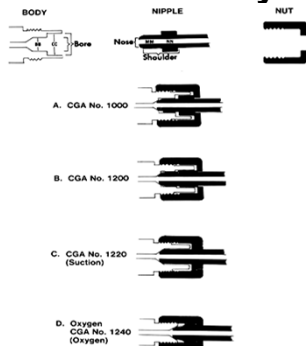 BODY NIPPLE NUT
Bore
Nose
Shoulder
A. CGA No. 1000
B. CGA No. 1200
C. CGA No. 1220
(Suction)
D. Oxygen
CGA No. 1240
(Oxygen)